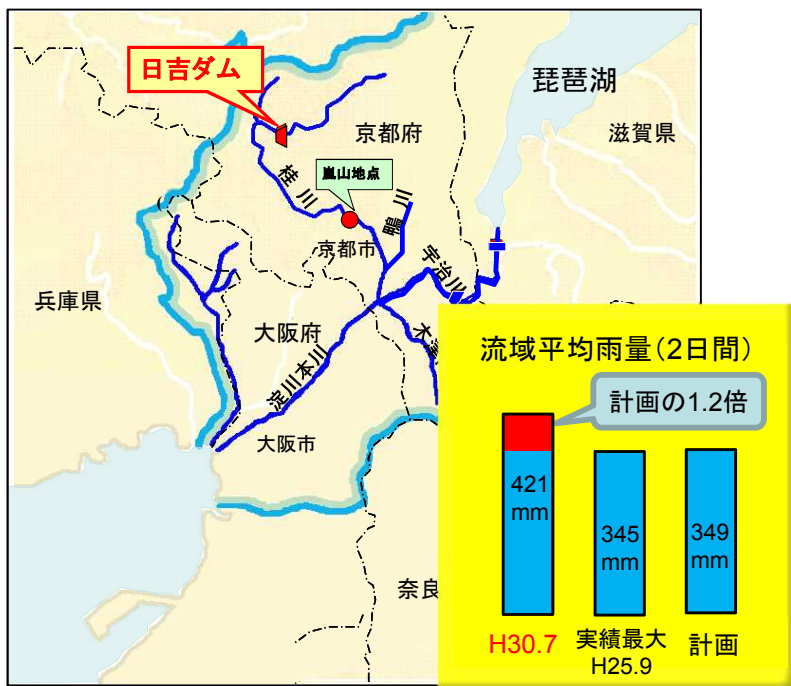 日吉ダム
琵琶湖
京都府
滋賀県
嵐山地点
桂川
鴨川
京都市
宇治川
兵庫県
大阪府
木津
淀川本川
大阪市
奈良
流域平均雨量(2日間)
計画の1.2倍
421
mm
345
mm
349
mm
H30.7
実績最大
H25.9
計画